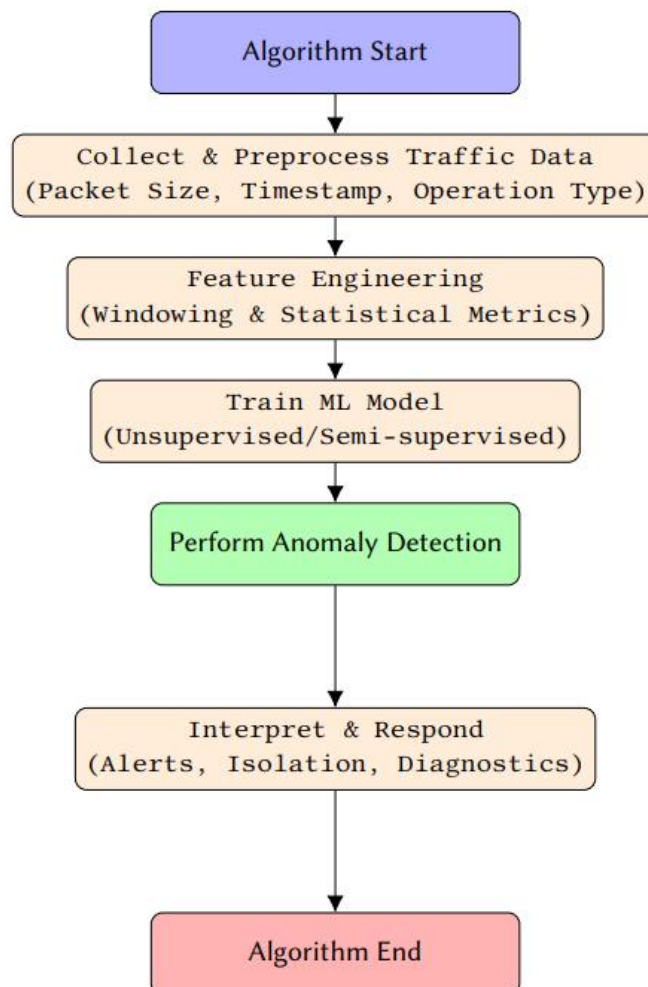 Algorithm Start
Collect & Preprocess Traffic Data
(Packet Size, Timestamp, Operation Type)
Feature Engineering
(Windowing & Statistical Metrics)
Train ML Model
(Unsupervised/Semi-supervised)
Perform Anomaly Detection
Interpret & Respond
(Alerts, Isolation, Diagnostics)
Algorithm End